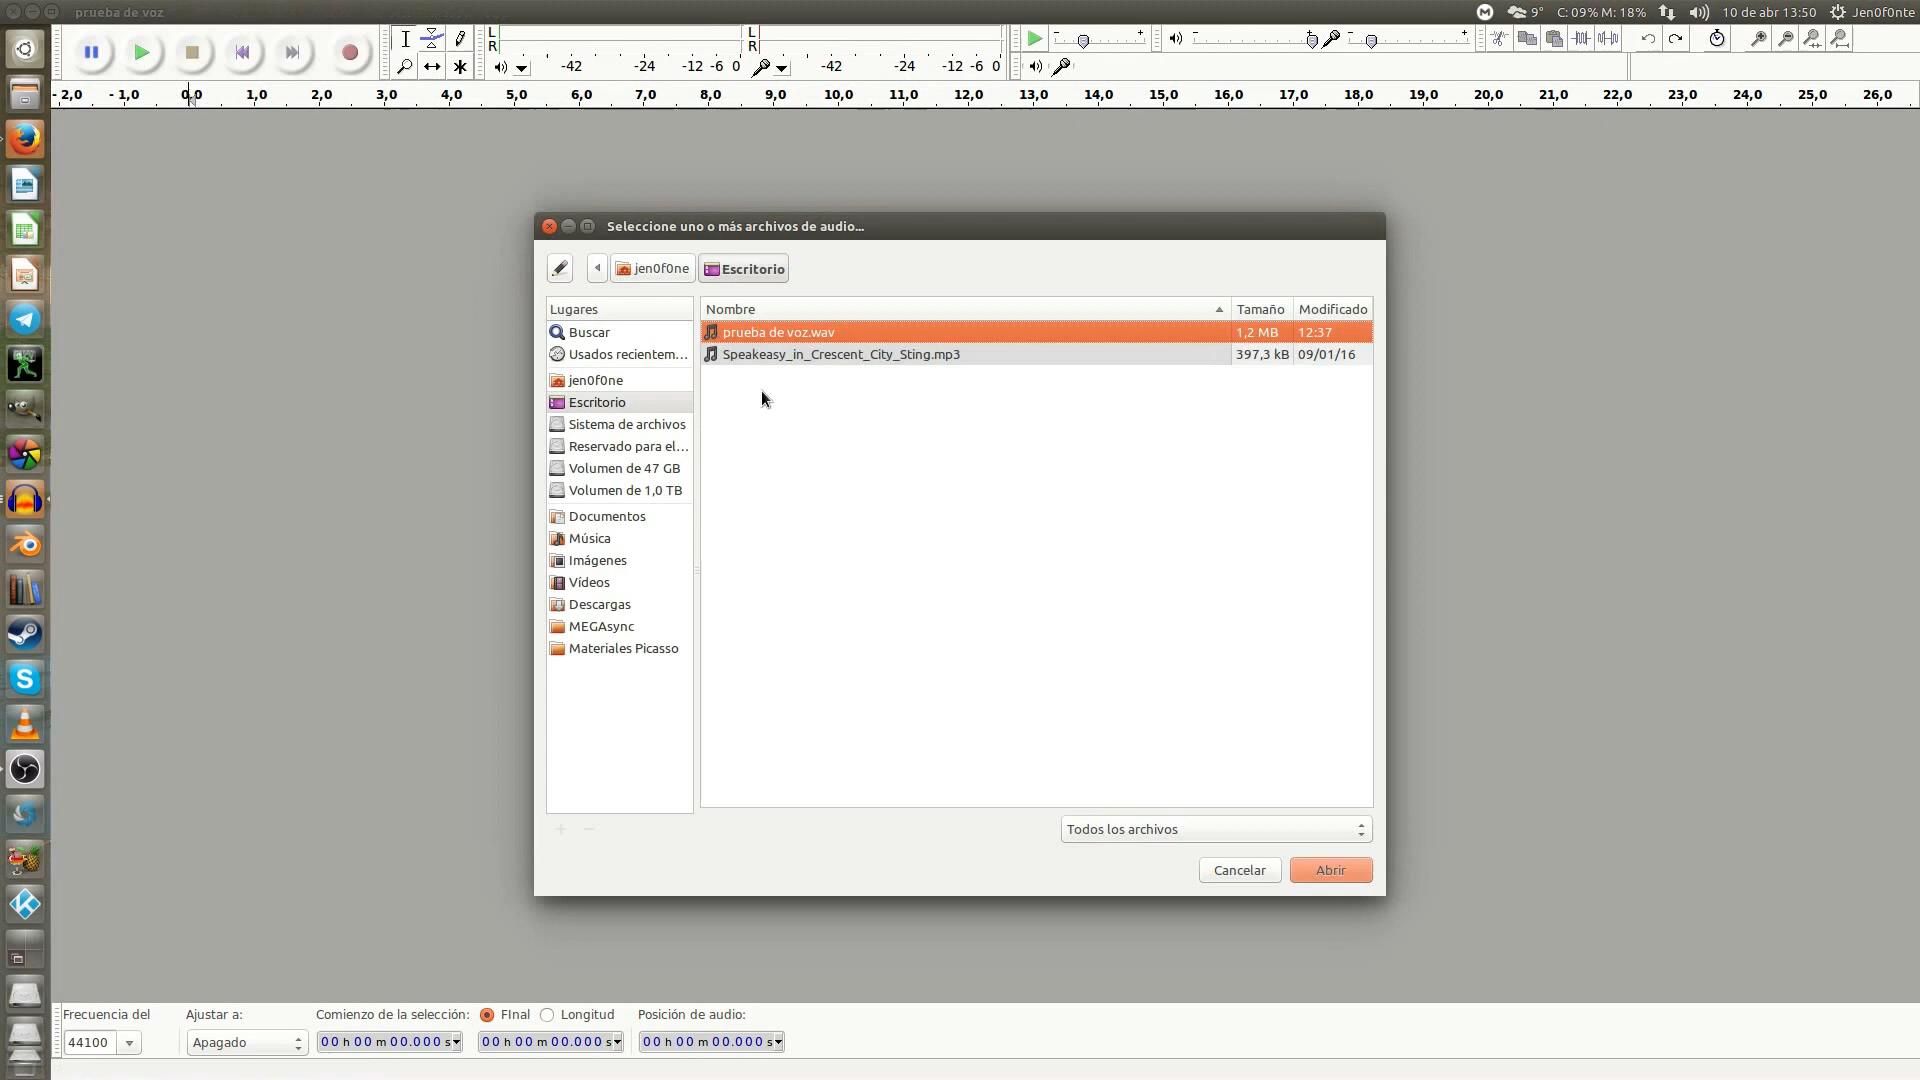 prueba de voz
9° C: 09% M: 18% 10 de abr 13:50 Jen0f0nte
L
R
-42 -24 -12 -6 0
L
R
-42 -24 -12 -6 0
- 2,0 - 1,0 0,0 1,0 2,0 3,0 4,0 5,0 6,0 7,0 8,0 9,0 10,0 11,0 12,0 13,0 14,0 15,0 16,0 17,0 18,0 19,0 20,0 21,0 22,0 23,0 24,0 25,0 26,0
Seleccione uno o más archivos de audio...
jen0f0ne Escritorio
Lugares
Buscar
Usados recientem...
jen0f0ne
Escritorio
Sistema de archivos
Reservado para el...
Volumen de 47 GB
Volumen de 1,0 TB
Documentos
Música
Imágenes
Vídeos
Descargas
MEGAsync
Materiales Picasso
Nombre Tamaño Modificado
prueba de voz.wav 1,2 MB 12:37
Speakeasy_in_Crescent_City_Sting.mp3 397,3 kB 09/01/16
Todos los archivos
Cancelar Abrir
Frecuencia del Ajustar a: Comienzo de la selección: FInal Longitud Posición de audio:
44100 Apagado 00 h 00 m 00.000 s 00 h 00 m 00.000 s 00 h 00 m 00.000 s